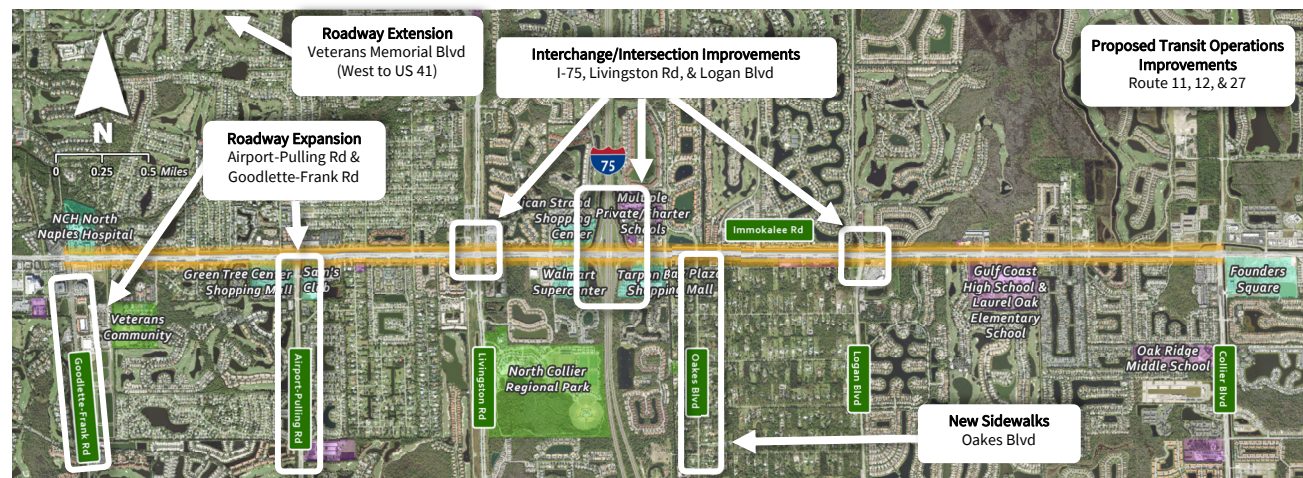 Roadway Extension
Veterans Memorial Blvd
(West to US 41)
Interchange/Intersection Improvements
I-75, Livingston Rd, & Logan Blvd
Proposed Transit Operations
Improvements
Route 11, 12, & 27
N
0 0.25 0.5 Miles
Roadway Expansion
Airport-Pulling Rd &
Goodlette-Frank Rd
75
NCH North
Naples Hospital
ican Strand
Shopping
Center
Multiple
Private/Charter
Schools
Immokalee Rd
Green Tree Center
Shopping Mall
Sam's
Club
Walmart
Supercenter
Tarpon Bay Plaza
Shopping Mall
Gulf Coast
High School &
Laurel Oak
Elementary
School
Founders
Square
Veterans
Community
North Collier
Regional Park
Oak Ridge
Middle School
Goodlette-Frank Rd
Airport-Pulling Rd
Livingston Rd
Oakes Blvd
Logan Blvd
Collier Blvd
New Sidewalks
Oakes Blvd